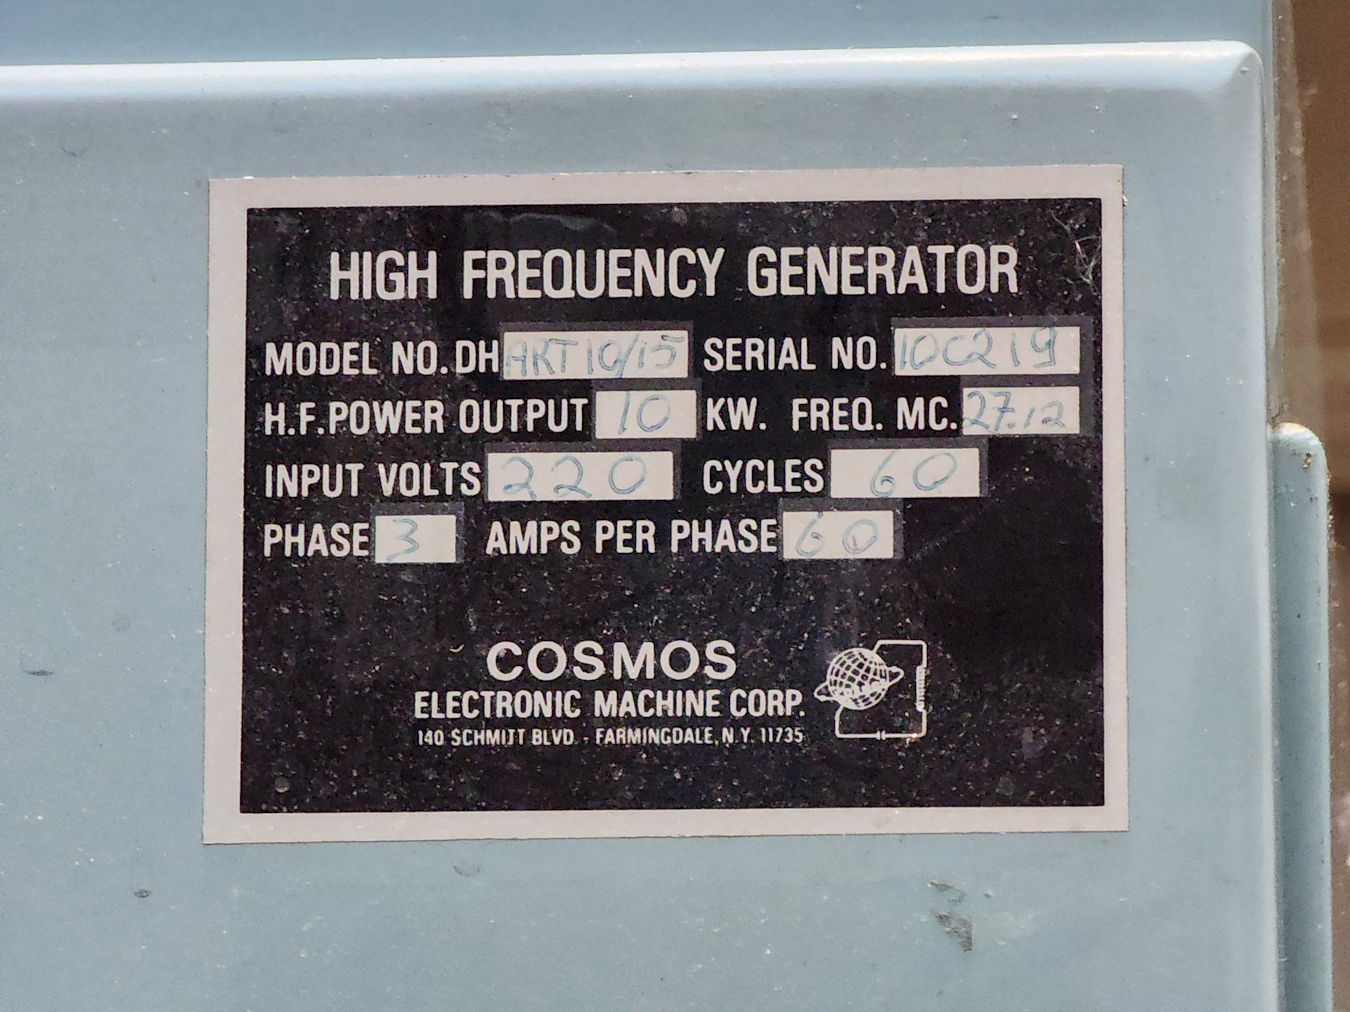 HIGH FREQUENCY GENERATOR
MODEL NO. DH ART 10/15 SERIAL NO. 10C219
H.F. POWER OUTPUT 10 KW. FREQ. MC. 27.12
INPUT VOLTS 220 CYCLES 60
PHASE 3 AMPS PER PHASE 60
COSMOS
ELECTRONIC MACHINE CORP.
140 SCHMITT BLVD. - FARMINGDALE, N.Y. 11735